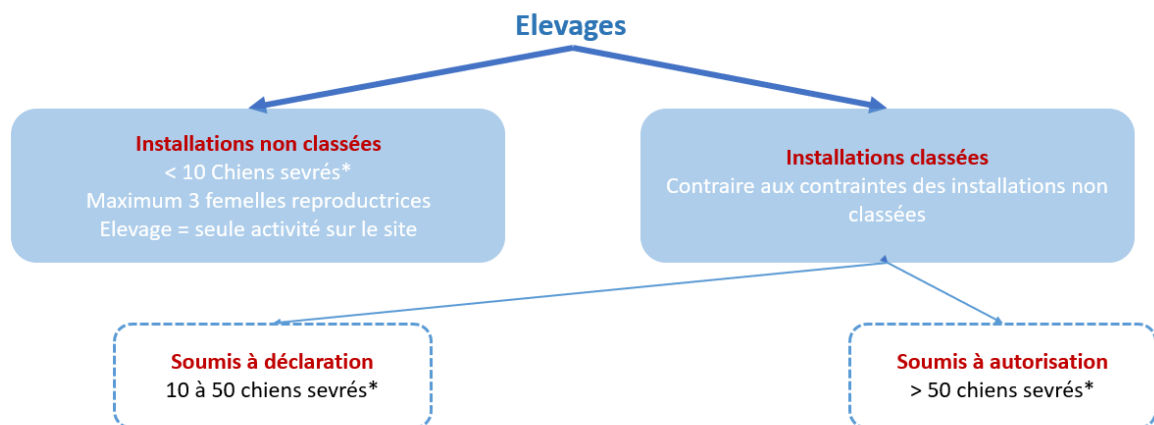 Elevages
Installations non classées
< 10 Chiens sevrés*
Maximum 3 femelles reproductrices
Elevage = seule activité sur le site
Installations classées
Contraire aux contraintes des installations non
classées
Soumis à déclaration
10 à 50 chiens sevrés*
Soumis à autorisation
> 50 chiens sevrés*